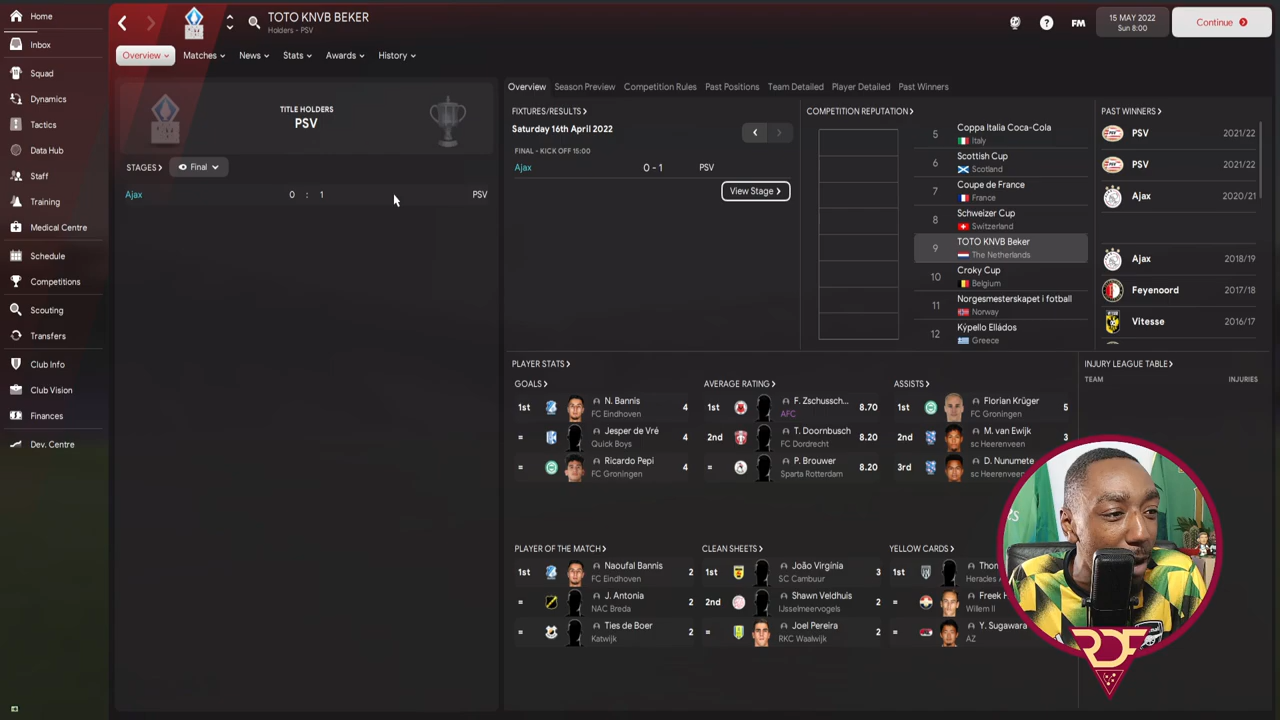 Home
Inbox
Squad
Dynamics
Tactics
Data Hub
Staff
Training
Medical Centre
Schedule
Competitions
Scouting
Transfers
Club Info
Club Vision
Finances
Dev. Centre
TOTO KNVB BEKER
Holders - PSV
FM
15 MAY 2022
Sun 8:00
Continue
Overview
Matches
News
Stats
Awards
History
TITLE HOLDERS
PSV
STAGES
Final
Ajax 0 : 1 PSV
Overview
Season Preview
Competition Rules
Past Positions
Team Detailed
Player Detailed
Past Winners
FIXTURES/RESULTS
Saturday 16th April 2022
FINAL - KICK OFF 15:00
Ajax 0 - 1 PSV
View Stage
COMPETITION REPUTATION
5 Coppa Italia Coca-Cola
Italy
6 Scottish Cup
Scotland
7 Coupe de France
France
8 Schweizer Cup
Switzerland
9 TOTO KNVB Beker
The Netherlands
10 Croky Cup
Belgium
11 Norgesmesterskapet i fotball
Norway
12 Kýpello Elládos
Greece
PAST WINNERS
PSV 2021/22
PSV 2021/22
Ajax 2020/21
Ajax 2018/19
Feyenoord 2017/18
Vitesse 2016/17
PLAYER STATS
GOALS
1st N. Bannis 4
FC Eindhoven
= Jesper de Vré 4
Quick Boys
= Ricardo Pepi 4
FC Groningen
AVERAGE RATING
1st F. Zschussch... 8.70
AFC
2nd T. Doornbusch 8.20
FC Dordrecht
= P. Brouwer 8.20
Sparta Rotterdam
ASSISTS
1st Florian Krüger 5
FC Groningen
2nd M. van Ewijk 3
sc Heerenveen
3rd D. Nunumete
sc Heerenveen
INJURY LEAGUE TABLE
TEAM INJURIES
PLAYER OF THE MATCH
1st Naoufal Bannis 2
FC Eindhoven
= J. Antonia 2
NAC Breda
= Ties de Boer 2
Katwijk
CLEAN SHEETS
1st João Virgínia 3
SC Cambuur
2nd Shawn Veldhuis 2
IJsselmeervogels
= Joel Pereira 2
RKC Waalwijk
YELLOW CARDS
1st Thon
Heracles A
= Freek H
Willem II
= Y. Sugawara
AZ
RDF